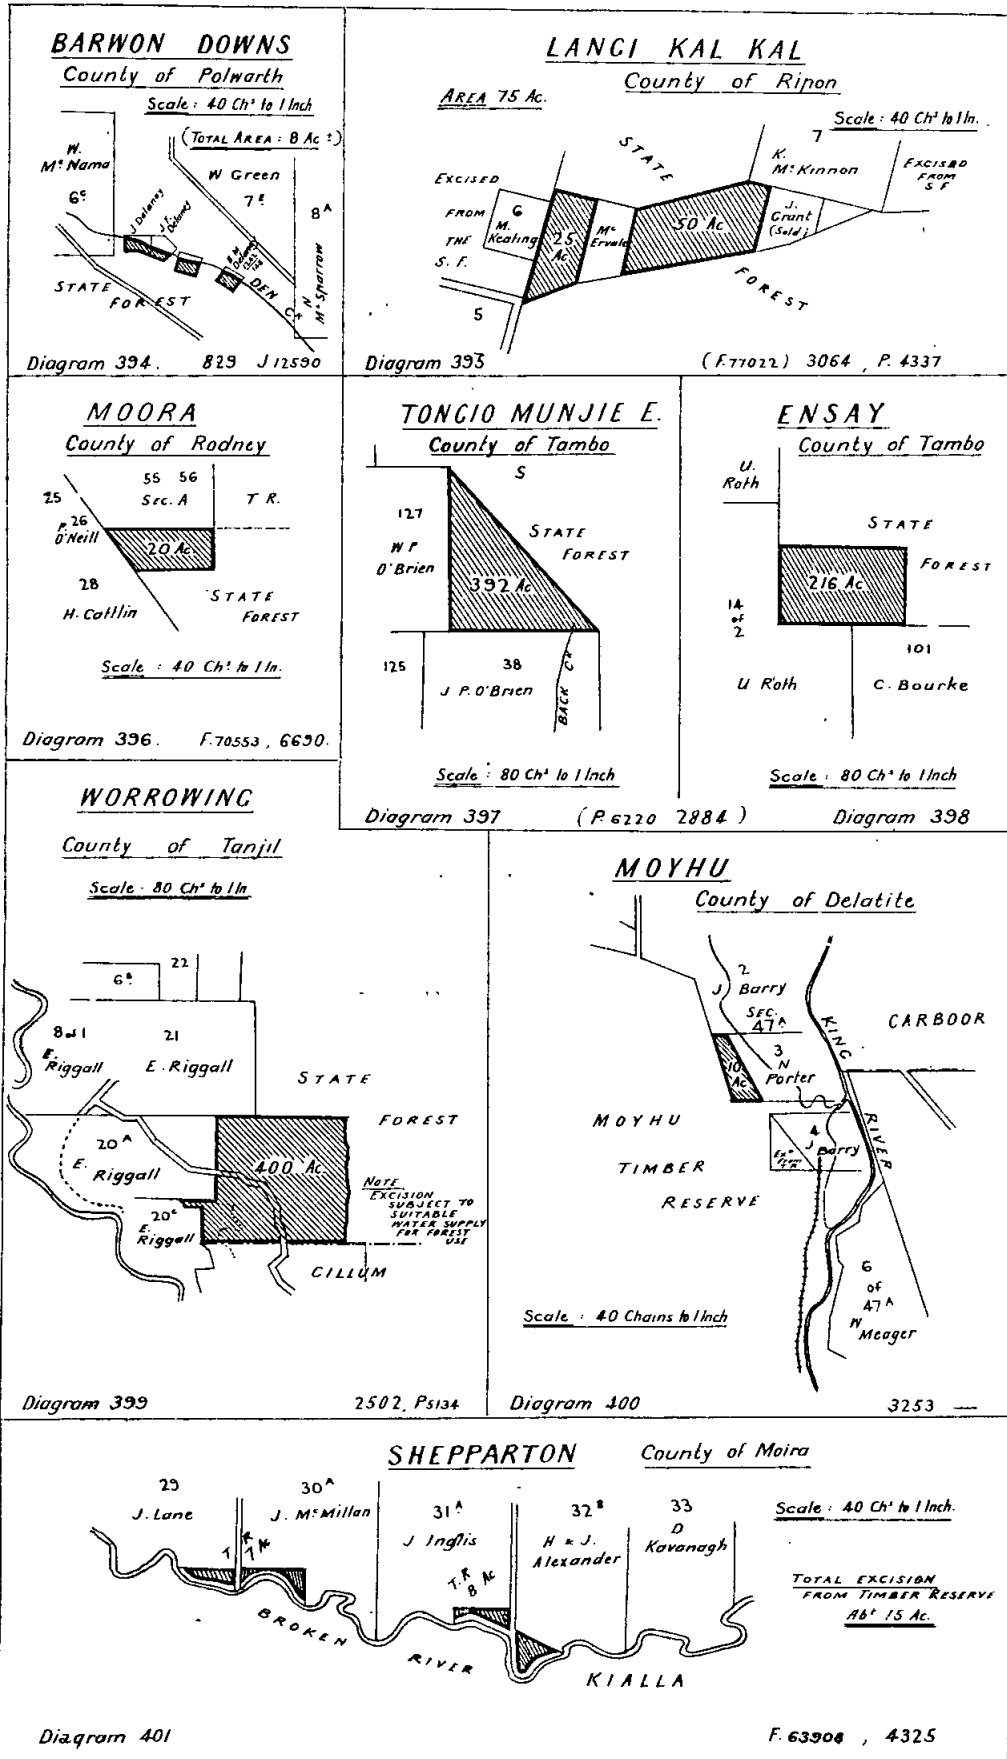 BARWON DOWNS
County of Polwarth
Scale: 40 Chs to 1 Inch
(TOTAL AREA: 8 Ac ±)
W.
Mc Nama
6c
J Delaney
J. F. Delaney
W Green
7E
8A
N McSparrow
DEN
Ck
STATE
FOREST
Diagram 394. 829 J 12590
LANGI KAL KAL
County of Ripon
AREA 75 Ac.
Scale: 40 Chs to 1 In.
STATE
7
K.
McKinnon
EXCISED
FROM
S F
EXCISED
FROM
THE
S. F.
6
M.
Keating
25
Ac
Mc
Ervale
50 Ac
J.
Grant
(Sold)
FOREST
5
Diagram 393 (F.77022) 3064, P. 4337
MOORA
County of Rodney
55 56
SEC. A
T R.
25
26
P.
O'Neill
20 Ac
28
H. Cattlin
STATE
FOREST
Scale: 40 Chs to 1 In.
Diagram 396. F.70553, 6690.
TONGIO MUNJIE E.
County of Tambo
S
127
W P
O'Brien
STATE
FOREST
392 Ac
125
38
J P. O'Brien
BACK CK
Scale: 80 Chs to 1 Inch
Diagram 397 (P. 6220 2884)
ENSAY
County of Tambo
U.
Roth
STATE
FOREST
216 Ac
14
of
2
101
U Roth
C. Bourke
Scale: 80 Chs to 1 Inch
Diagram 398
WORROWING
County of Tanjil
Scale: 80 Chs to 1 In
22
6B
8 of 1
E.
Riggall
21
E. Riggall
STATE
FOREST
20A
E.
Riggall
400 Ac.
NOTE
EXCISION
SUBJECT TO
SUITABLE
WATER SUPPLY
FOR FOREST
USE
20C
E.
Riggall
GILLUM
Diagram 399 2502, P5134
MOYHU
County of Delatite
2
J Barry
SEC.
47A
KING
CARBOOR
3
N
Porter
10
Ac
MOYHU
RIVER
4
J
Barry
TIMBER
RESERVE
6
of
47A
W
Meager
Scale: 40 Chains to 1 Inch
Diagram 400 3253 —
SHEPPARTON County of Moira
29
J. Lane
30A
J. McMillan
31A
J Inglis
32B
H & J.
Alexander
33
D
Kavanagh
Scale: 40 Chs to 1 Inch.
T. R
7 Ac
T. R
8 Ac
TOTAL EXCISION
FROM TIMBER RESERVE
Abt 15 Ac.
BROKEN
RIVER
KIALLA
Diagram 401 F. 63904, 4325